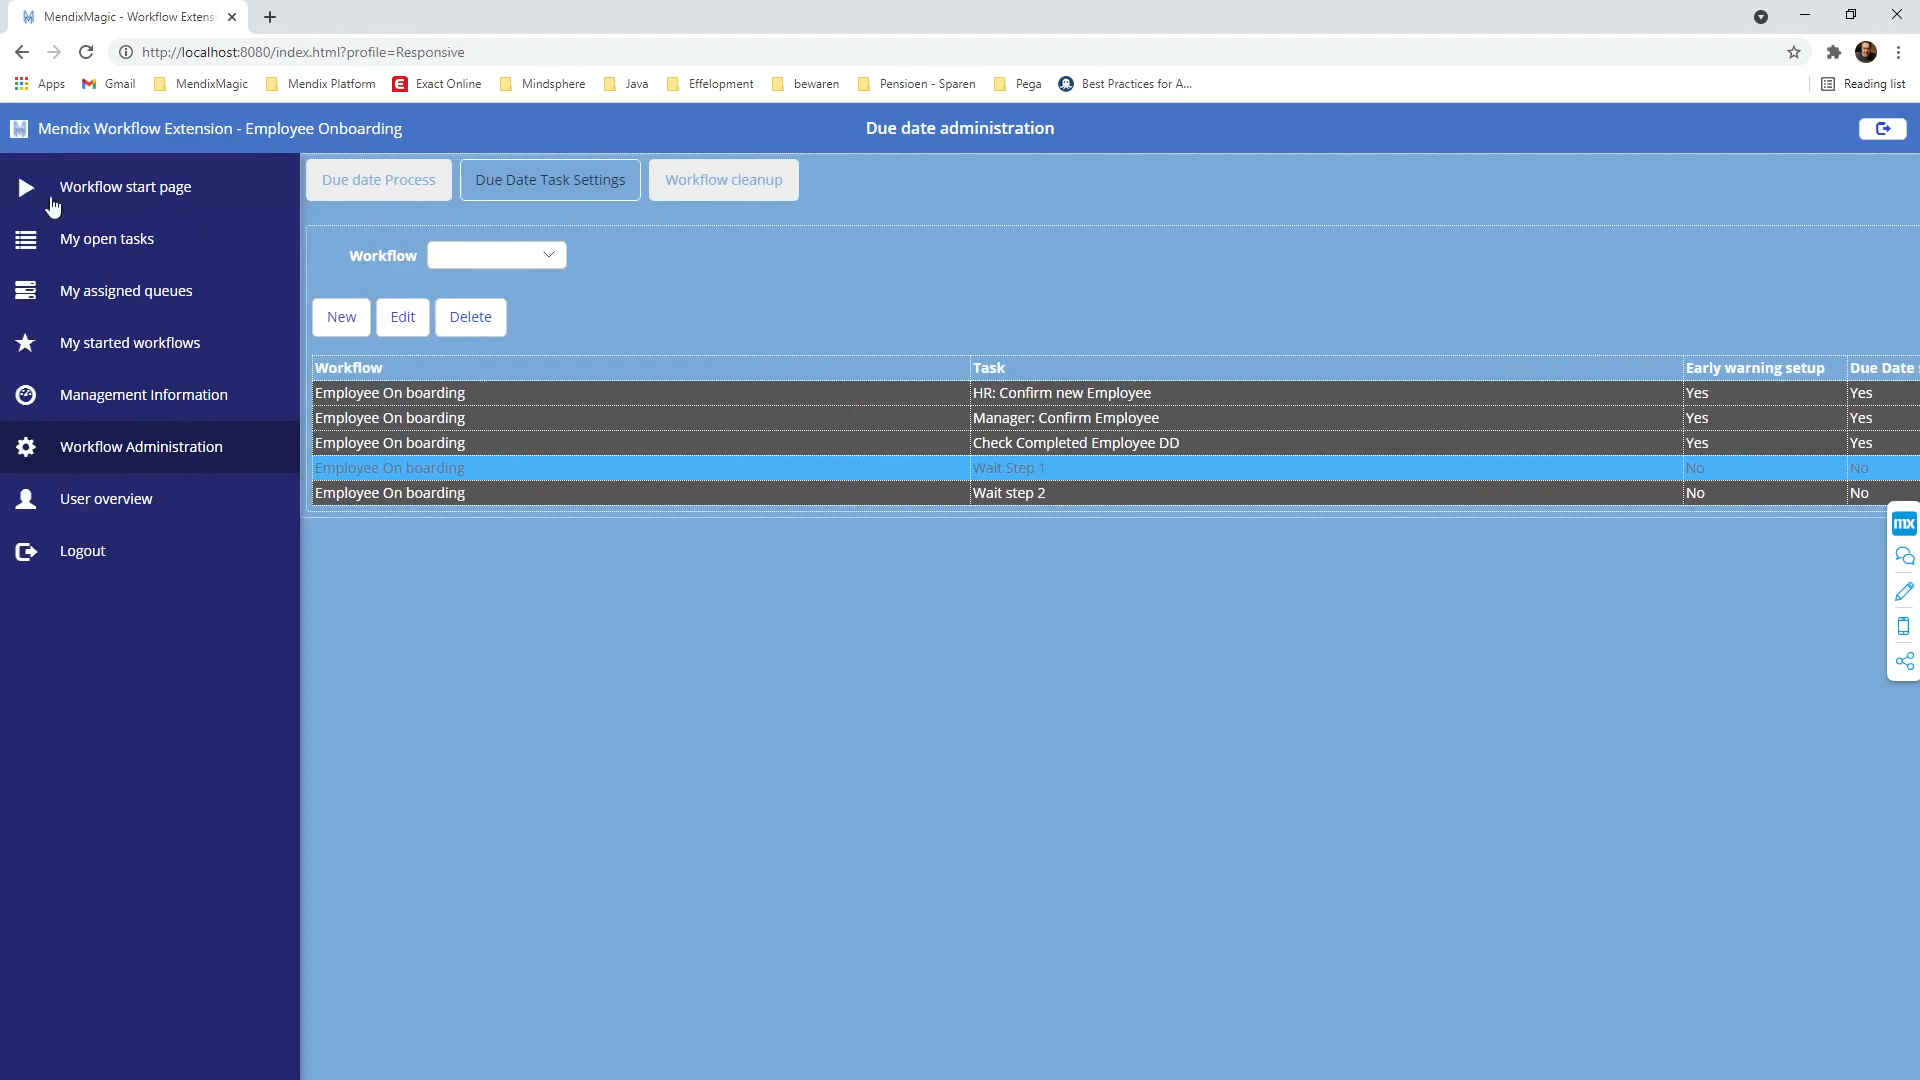 MendixMagic - Workflow Extens
http://localhost:8080/index.html?profile=Responsive
Apps Gmail MendixMagic Mendix Platform Exact Online Mindsphere Java Effelopment bewaren Pensioen - Sparen Pega Best Practices for A... Reading list
Mendix Workflow Extension - Employee Onboarding Due date administration
Workflow start page
My open tasks
My assigned queues
My started workflows
Management Information
Workflow Administration
User overview
Logout
Due date Process Due Date Task Settings Workflow cleanup
Workflow
New Edit Delete
Workflow Task Early warning setup Due Date
Employee On boarding HR: Confirm new Employee Yes Yes
Employee On boarding Manager: Confirm Employee Yes Yes
Employee On boarding Check Completed Employee DD Yes Yes
Employee On boarding Wait Step 1 No No
Employee On boarding Wait step 2 No No
mx